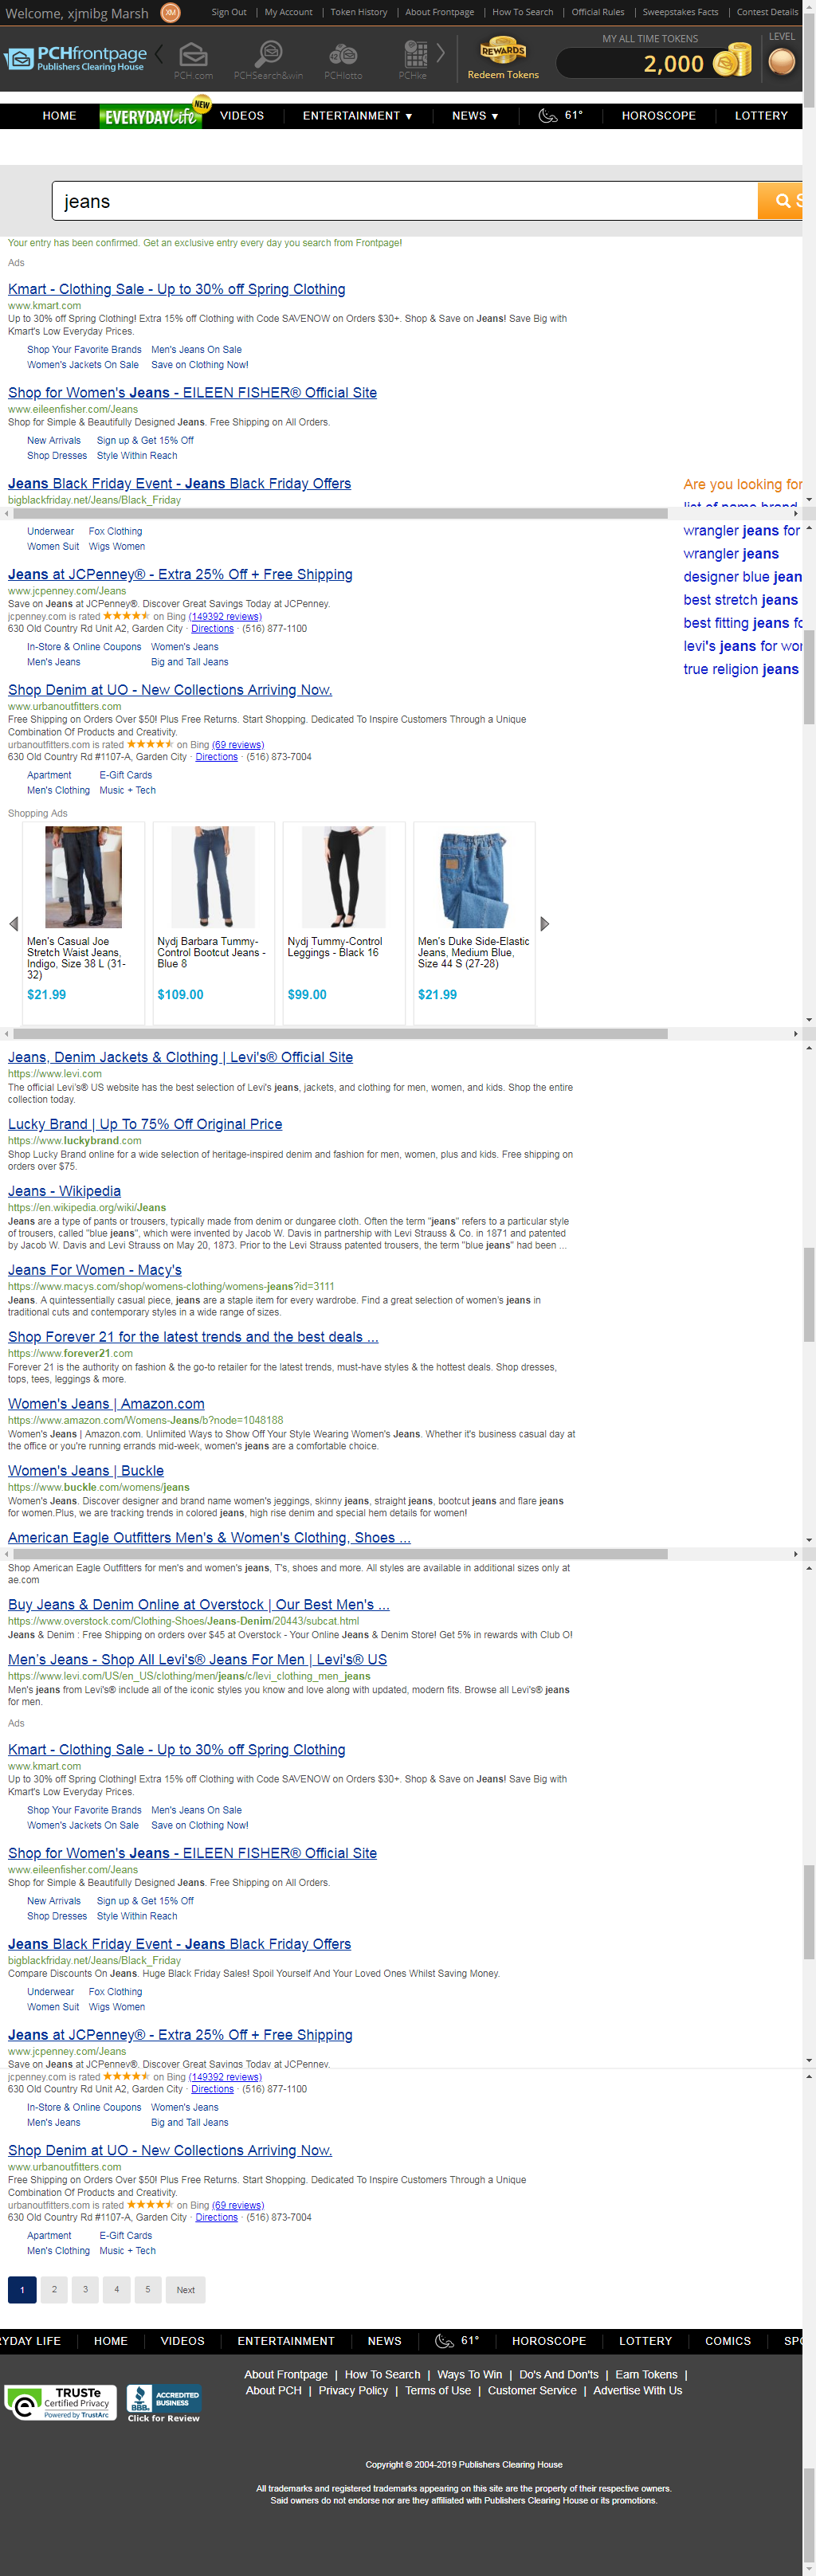 Welcome, xjmibg Marsh XM Sign Out | My Account | Token History | About Frontpage | How To Search | Official Rules | Sweepstakes Facts | Contest Details
PCHfrontpage
Publishers Clearing House
PCH.com PCHSearch&win PCHlotto
REWARDS
Redeem Tokens
MY ALL TIME TOKENS
2,000
LEVEL
HOME EVERYDAY Life NEW VIDEOS ENTERTAINMENT ▼ NEWS ▼ 61° HOROSCOPE LOTTERY
jeans
Your entry has been confirmed. Get an exclusive entry every day you search from Frontpage!
Ads
Kmart - Clothing Sale - Up to 30% off Spring Clothing
www.kmart.com
Up to 30% off Spring Clothing! Extra 15% off Clothing with Code SAVENOW on Orders $30+. Shop & Save on Jeans! Save Big with
Kmart's Low Everyday Prices.
Shop Your Favorite Brands Men's Jeans On Sale
Women's Jackets On Sale Save on Clothing Now!
Shop for Women's Jeans - EILEEN FISHER® Official Site
www.eileenfisher.com/Jeans
Shop for Simple & Beautifully Designed Jeans. Free Shipping on All Orders.
New Arrivals Sign up & Get 15% Off
Shop Dresses Style Within Reach
Jeans Black Friday Event - Jeans Black Friday Offers
bigblackfriday.net/Jeans/Black_Friday
Are you looking for
list of name brand
Underwear Fox Clothing
Women Suit Wigs Women
wrangler jeans for
wrangler jeans
designer blue jean
best stretch jeans
best fitting jeans
levi's jeans for
true religion jeans
Jeans at JCPenney® - Extra 25% Off + Free Shipping
www.jcpenney.com/Jeans
Save on Jeans at JCPenney®. Discover Great Savings Today at JCPenney.
jcpenney.com is rated ★★★★★ on Bing (149392 reviews)
630 Old Country Rd Unit A2, Garden City · Directions · (516) 877-1100
In-Store & Online Coupons Women's Jeans
Men's Jeans Big and Tall Jeans
Shop Denim at UO - New Collections Arriving Now.
www.urbanoutfitters.com
Free Shipping on Orders Over $50! Plus Free Returns. Start Shopping. Dedicated To Inspire Customers Through a Unique
Combination Of Products and Creativity.
urbanoutfitters.com is rated ★★★★★ on Bing (69 reviews)
630 Old Country Rd #1107-A, Garden City · Directions · (516) 873-7004
Apartment E-Gift Cards
Men's Clothing Music + Tech
Shopping Ads
Men's Casual Joe
Stretch Waist Jeans,
Indigo, Size 38 L (31-
32)
$21.99
Nydj Barbara Tummy-
Control Bootcut Jeans -
Blue 8
$109.00
Nydj Tummy-Control
Leggings - Black 16
$99.00
Men's Duke Side-Elastic
Jeans, Medium Blue,
Size 44 S (27-28)
$21.99
Jeans, Denim Jackets & Clothing | Levi's® Official Site
https://www.levi.com
The official Levi's® US website has the best selection of Levi's jeans, jackets, and clothing for men, women, and kids. Shop the entire
collection today.
Lucky Brand | Up To 75% Off Original Price
https://www.luckybrand.com
Shop Lucky Brand online for a wide selection of heritage-inspired denim and fashion for men, women, plus and kids. Free shipping on
orders over $75.
Jeans - Wikipedia
https://en.wikipedia.org/wiki/Jeans
Jeans are a type of pants or trousers, typically made from denim or dungaree cloth. Often the term "jeans" refers to a particular style
of trousers, called "blue jeans", which were invented by Jacob W. Davis in partnership with Levi Strauss & Co. in 1871 and patented
by Jacob W. Davis and Levi Strauss on May 20, 1873. Prior to the Levi Strauss patented trousers, the term "blue jeans" had been ...
Jeans For Women - Macy's
https://www.macys.com/shop/womens-clothing/womens-jeans?id=3111
Jeans. A quintessentially casual piece, jeans are a staple item for every wardrobe. Find a great selection of women's jeans in
traditional cuts and contemporary styles in a wide range of sizes.
Shop Forever 21 for the latest trends and the best deals ...
https://www.forever21.com
Forever 21 is the authority on fashion & the go-to retailer for the latest trends, must-have styles & the hottest deals. Shop dresses,
tops, tees, leggings & more.
Women's Jeans | Amazon.com
https://www.amazon.com/Womens-Jeans/b?node=1048188
Women's Jeans | Amazon.com. Unlimited Ways to Show Off Your Style Wearing Women's Jeans. Whether it's business casual day at
the office or you're running errands mid-week, women's jeans are a comfortable choice.
Women's Jeans | Buckle
https://www.buckle.com/womens/jeans
Women's Jeans. Discover designer and brand name women's jeggings, skinny jeans, straight jeans, bootcut jeans and flare jeans
for women.Plus, we are tracking trends in colored jeans, high rise denim and special hem details for women!
American Eagle Outfitters Men's & Women's Clothing, Shoes ...
Shop American Eagle Outfitters for men's and women's jeans, T's, shoes and more. All styles are available in additional sizes only at
ae.com
Buy Jeans & Denim Online at Overstock | Our Best Men's ...
https://www.overstock.com/Clothing-Shoes/Jeans-Denim/20443/subcat.html
Jeans & Denim : Free Shipping on orders over $45 at Overstock - Your Online Jeans & Denim Store! Get 5% in rewards with Club O!
Men's Jeans - Shop All Levi's® Jeans For Men | Levi's® US
https://www.levi.com/US/en_US/clothing/men/jeans/c/levi_clothing_men_jeans
Men's jeans from Levi's® include all of the iconic styles you know and love along with updated, modern fits. Browse all Levi's® jeans
for men.
Ads
Kmart - Clothing Sale - Up to 30% off Spring Clothing
www.kmart.com
Up to 30% off Spring Clothing! Extra 15% off Clothing with Code SAVENOW on Orders $30+. Shop & Save on Jeans! Save Big with
Kmart's Low Everyday Prices.
Shop Your Favorite Brands Men's Jeans On Sale
Women's Jackets On Sale Save on Clothing Now!
Shop for Women's Jeans - EILEEN FISHER® Official Site
www.eileenfisher.com/Jeans
Shop for Simple & Beautifully Designed Jeans. Free Shipping on All Orders.
New Arrivals Sign up & Get 15% Off
Shop Dresses Style Within Reach
Jeans Black Friday Event - Jeans Black Friday Offers
bigblackfriday.net/Jeans/Black_Friday
Compare Discounts On Jeans. Huge Black Friday Sales! Spoil Yourself And Your Loved Ones Whilst Saving Money.
Underwear Fox Clothing
Women Suit Wigs Women
Jeans at JCPenney® - Extra 25% Off + Free Shipping
www.jcpenney.com/Jeans
Save on Jeans at JCPenney®. Discover Great Savings Today at JCPenney.
jcpenney.com is rated ★★★★★ on Bing (149392 reviews)
630 Old Country Rd Unit A2, Garden City · Directions · (516) 877-1100
In-Store & Online Coupons Women's Jeans
Men's Jeans Big and Tall Jeans
Shop Denim at UO - New Collections Arriving Now.
www.urbanoutfitters.com
Free Shipping on Orders Over $50! Plus Free Returns. Start Shopping. Dedicated To Inspire Customers Through a Unique
Combination Of Products and Creativity.
urbanoutfitters.com is rated ★★★★★ on Bing (69 reviews)
630 Old Country Rd #1107-A, Garden City · Directions · (516) 873-7004
Apartment E-Gift Cards
Men's Clothing Music + Tech
1 2 3 4 5 Next
RYDAY LIFE HOME VIDEOS ENTERTAINMENT NEWS 61° HOROSCOPE LOTTERY COMICS SPO
About Frontpage | How To Search | Ways To Win | Do's And Don'ts | Earn Tokens |
About PCH | Privacy Policy | Terms of Use | Customer Service | Advertise With Us
TRUSTe
Certified Privacy
Powered by TrustArc
BBB
ACCREDITED
BUSINESS
Click for Review
Copyright © 2004-2019 Publishers Clearing House
All trademarks and registered trademarks appearing on this site are the property of their respective owners.
Said owners do not endorse nor are they affiliated with Publishers Clearing House or its promotions.